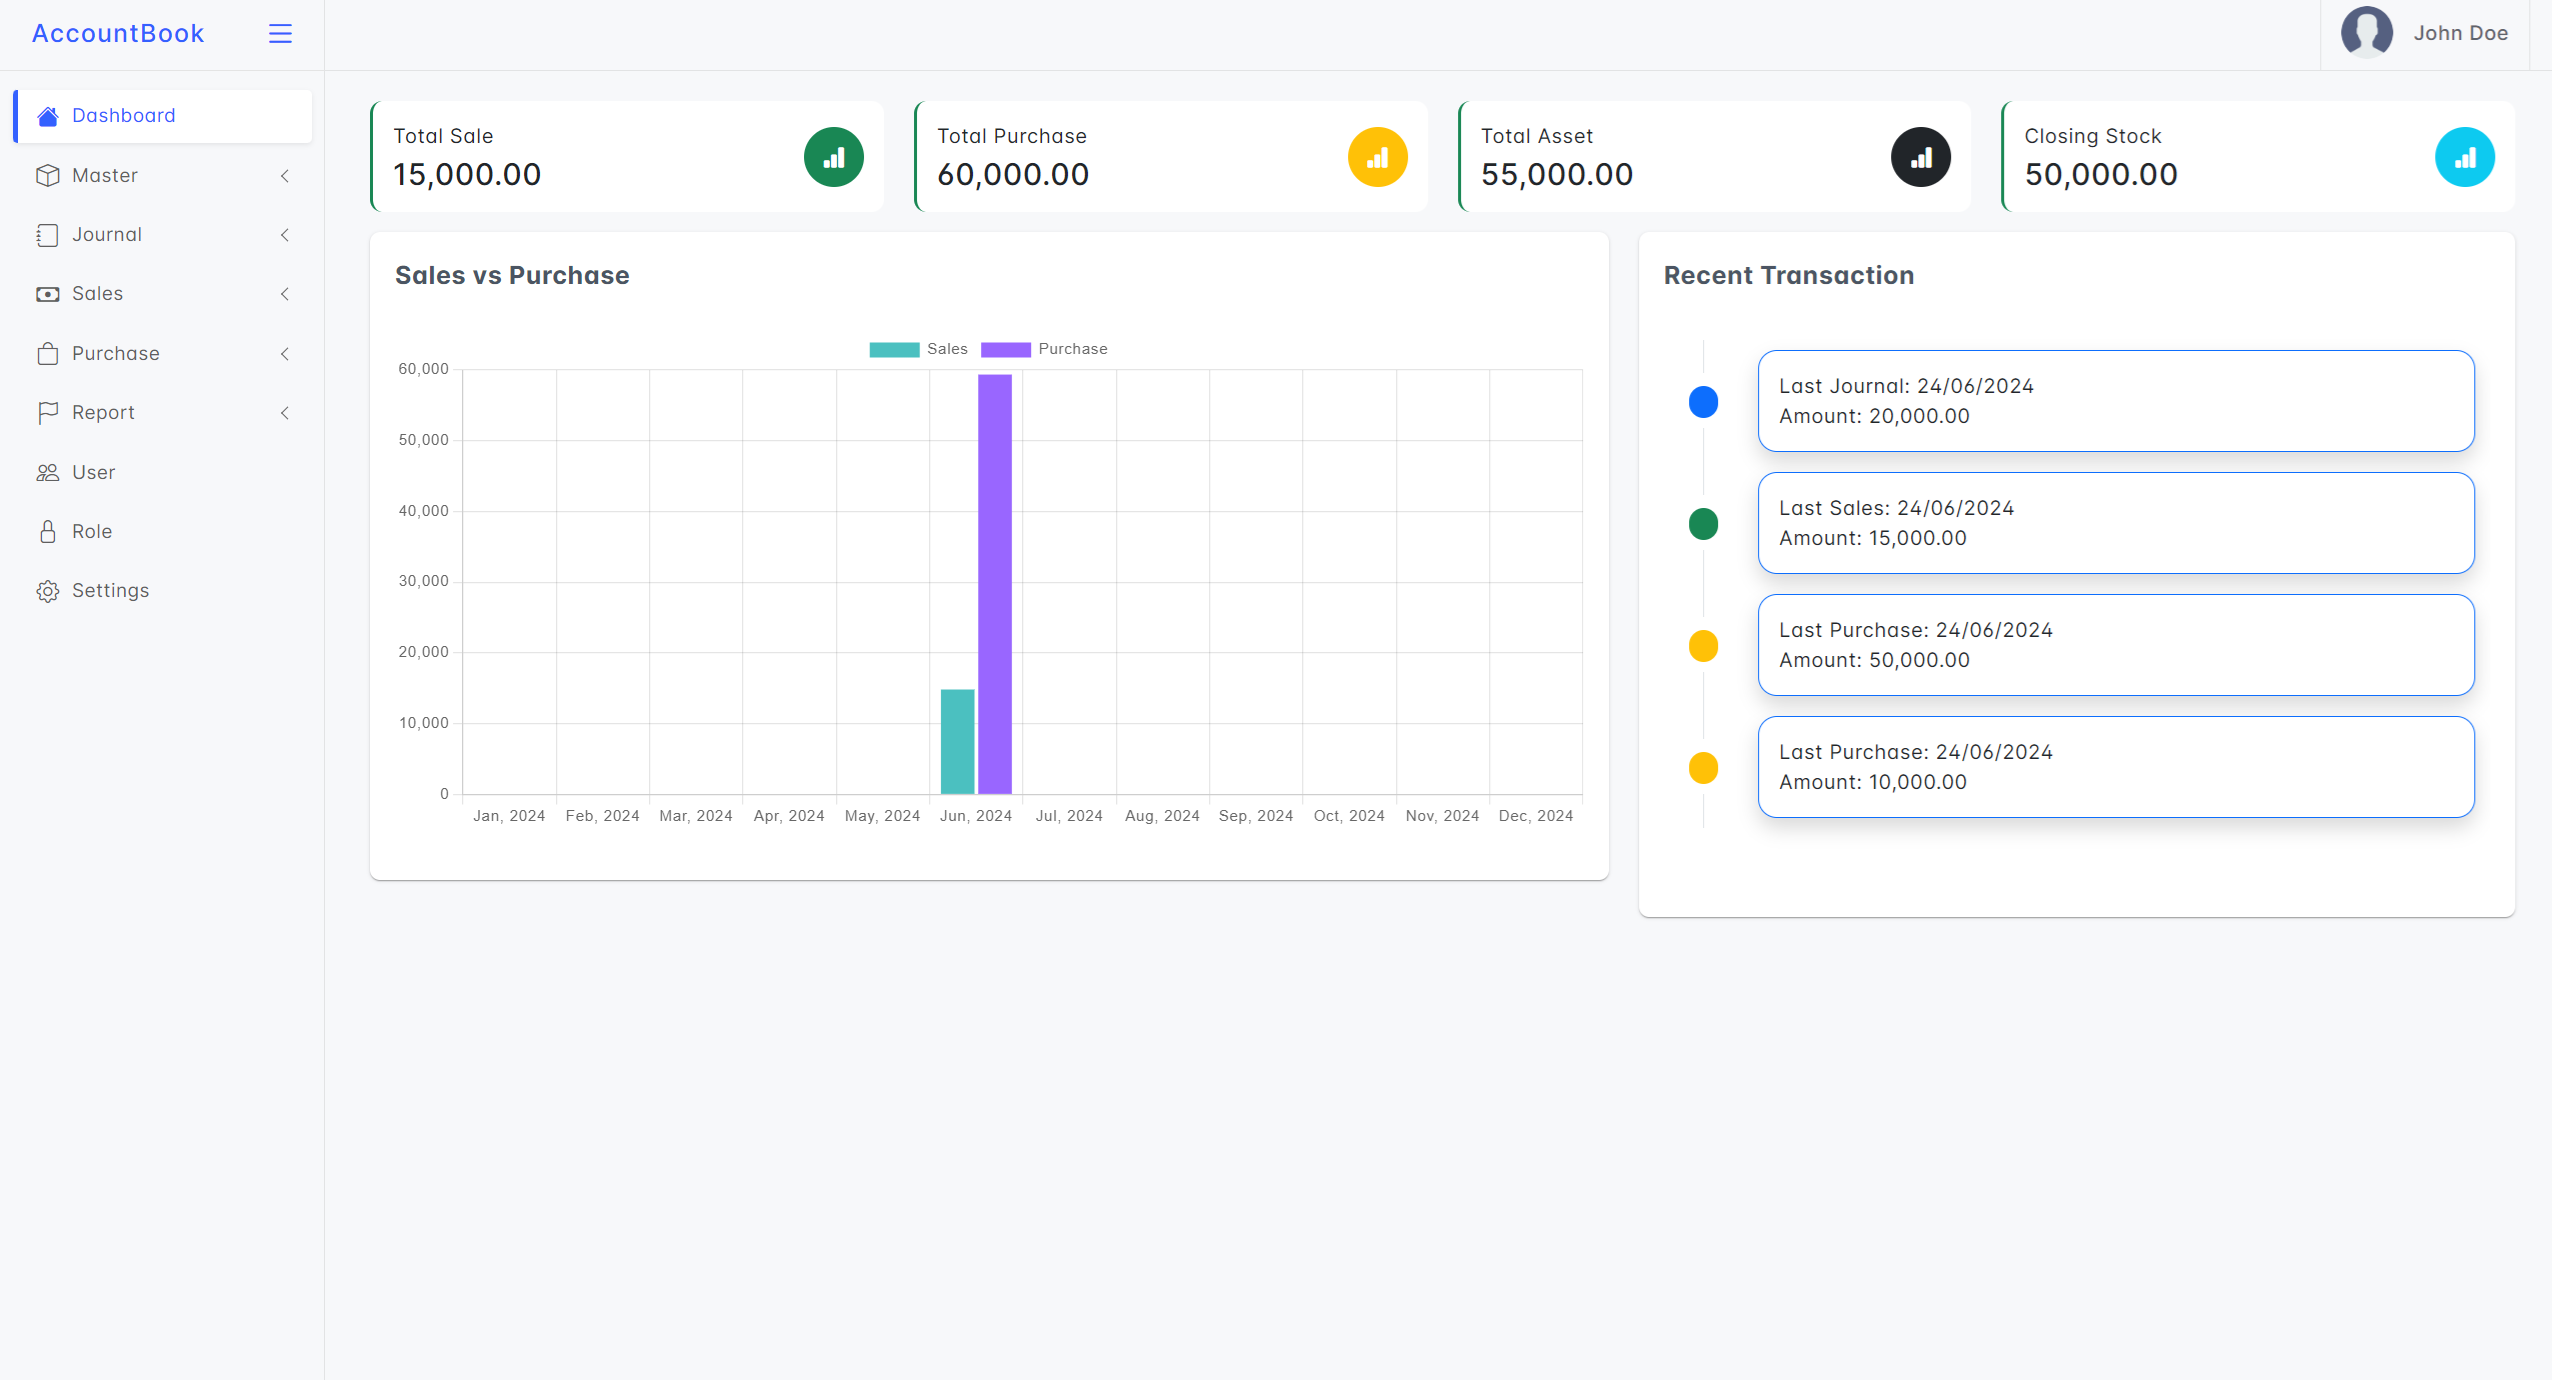 AccountBook
John Doe
Dashboard
Master
Journal
Sales
Purchase
Report
User
Role
Settings
Total Sale
15,000.00
Total Purchase
60,000.00
Total Asset
55,000.00
Closing Stock
50,000.00
Sales vs Purchase
Sales Purchase
60,000
50,000
40,000
30,000
20,000
10,000
0
Jan, 2024 Feb, 2024 Mar, 2024 Apr, 2024 May, 2024 Jun, 2024 Jul, 2024 Aug, 2024 Sep, 2024 Oct, 2024 Nov, 2024 Dec, 2024
Recent Transaction
Last Journal: 24/06/2024
Amount: 20,000.00
Last Sales: 24/06/2024
Amount: 15,000.00
Last Purchase: 24/06/2024
Amount: 50,000.00
Last Purchase: 24/06/2024
Amount: 10,000.00